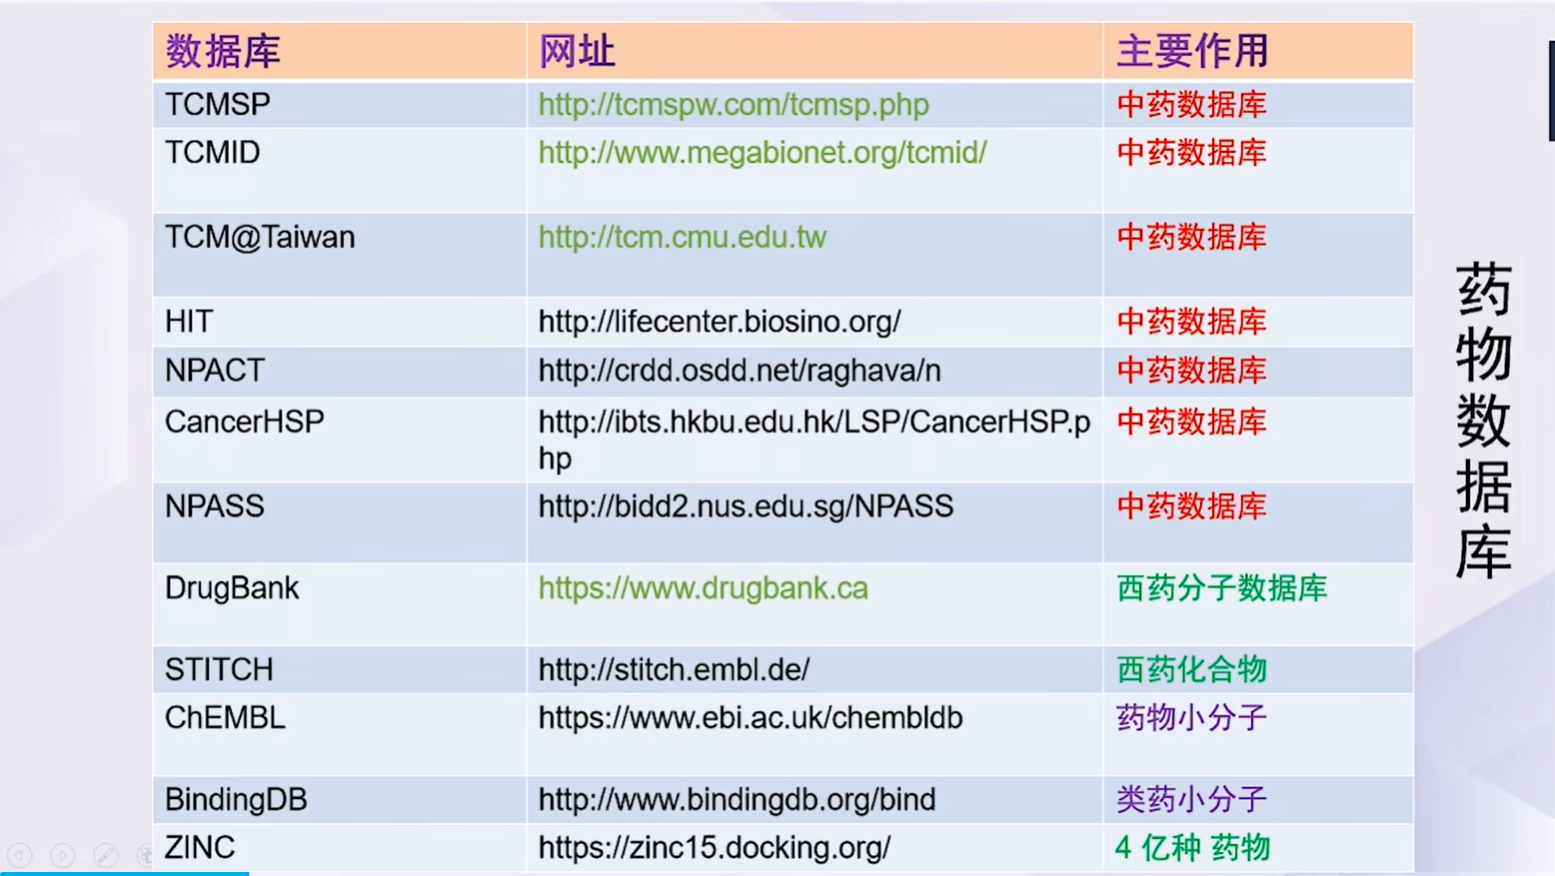 数据库 网址 主要作用
TCMSP http://tcmspw.com/tcmsp.php 中药数据库
TCMID http://www.megabionet.org/tcmid/ 中药数据库
TCM@Taiwan http://tcm.cmu.edu.tw 中药数据库
HIT http://lifecenter.biosino.org/ 中药数据库
NPACT http://crdd.osdd.net/raghava/n 中药数据库
CancerHSP http://ibts.hkbu.edu.hk/LSP/CancerHSP.p 中药数据库
hp
NPASS http://bidd2.nus.edu.sg/NPASS 中药数据库
DrugBank https://www.drugbank.ca 西药分子数据库
STITCH http://stitch.embl.de/ 西药化合物
ChEMBL https://www.ebi.ac.uk/chembldb 药物小分子
BindingDB http://www.bindingdb.org/bind 类药小分子
ZINC https://zinc15.docking.org/ 4 亿种 药物
药物数据库